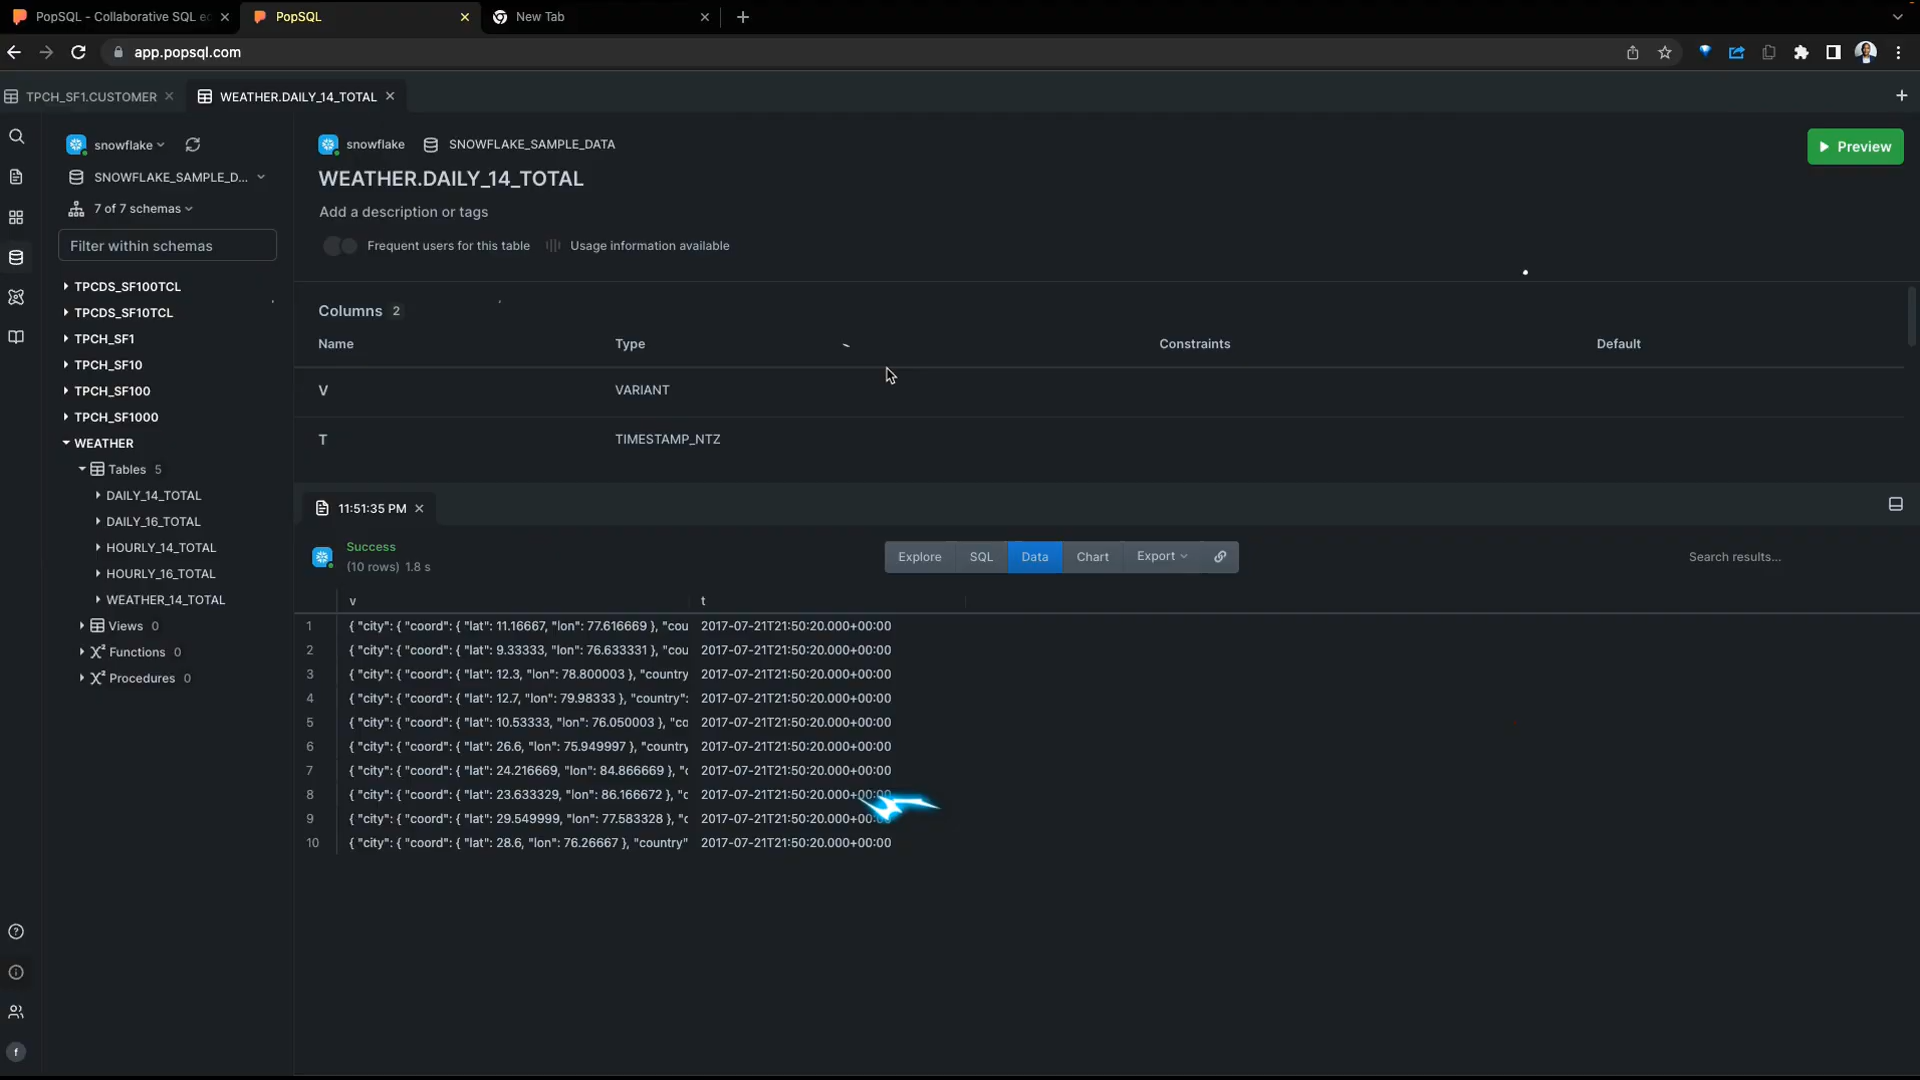 PopSQL - Collaborative SQL e
PopSQL
New Tab
app.popsql.com
TPCH_SF1.CUSTOMER
WEATHER.DAILY_14_TOTAL
snowflake
SNOWFLAKE_SAMPLE_D...
7 of 7 schemas
Filter within schemas
TPCDS_SF100TCL
TPCDS_SF10TCL
TPCH_SF1
TPCH_SF10
TPCH_SF100
TPCH_SF1000
WEATHER
Tables 5
DAILY_14_TOTAL
DAILY_16_TOTAL
HOURLY_14_TOTAL
HOURLY_16_TOTAL
WEATHER_14_TOTAL
Views 0
Functions 0
Procedures 0
f
snowflake SNOWFLAKE_SAMPLE_DATA
Preview
WEATHER.DAILY_14_TOTAL
Add a description or tags
Frequent users for this table Usage information available
Columns 2
Name Type Constraints Default
V VARIANT
T TIMESTAMP_NTZ
11:51:35 PM
Success
(10 rows) 1.8 s
Explore SQL Data Chart Export
Search results...
v t
1 { "city": { "coord": { "lat": 11.16667, "lon": 77.616669 }, "cou 2017-07-21T21:50:20.000+00:00
2 { "city": { "coord": { "lat": 9.33333, "lon": 76.633331 }, "cou 2017-07-21T21:50:20.000+00:00
3 { "city": { "coord": { "lat": 12.3, "lon": 78.800003 }, "country 2017-07-21T21:50:20.000+00:00
4 { "city": { "coord": { "lat": 12.7, "lon": 79.98333 }, "country": 2017-07-21T21:50:20.000+00:00
5 { "city": { "coord": { "lat": 10.53333, "lon": 76.050003 }, "co 2017-07-21T21:50:20.000+00:00
6 { "city": { "coord": { "lat": 26.6, "lon": 75.949997 }, "country 2017-07-21T21:50:20.000+00:00
7 { "city": { "coord": { "lat": 24.216669, "lon": 84.866669 }, "c 2017-07-21T21:50:20.000+00:00
8 { "city": { "coord": { "lat": 23.633329, "lon": 86.166672 }, "c 2017-07-21T21:50:20.000+00:00
9 { "city": { "coord": { "lat": 29.549999, "lon": 77.583328 }, "c 2017-07-21T21:50:20.000+00:00
10 { "city": { "coord": { "lat": 28.6, "lon": 76.26667 }, "country" 2017-07-21T21:50:20.000+00:00